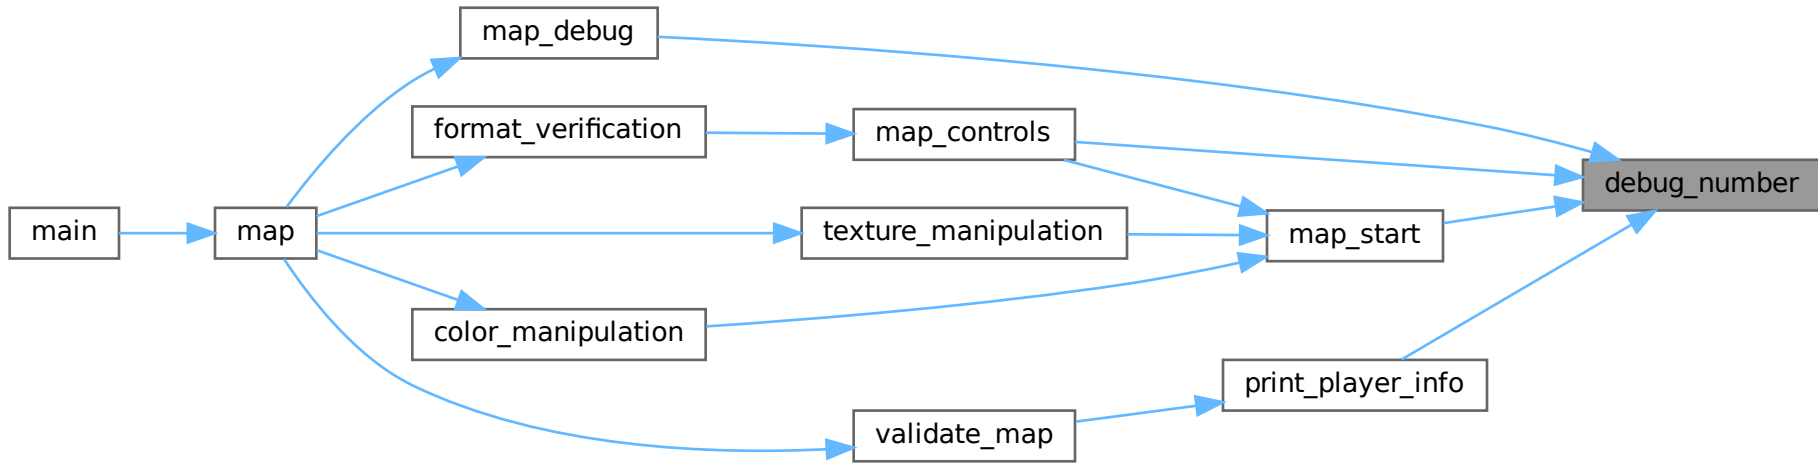 map_debug
format_verification
map_controls
debug_number
main
map
texture_manipulation
map_start
color_manipulation
print_player_info
validate_map